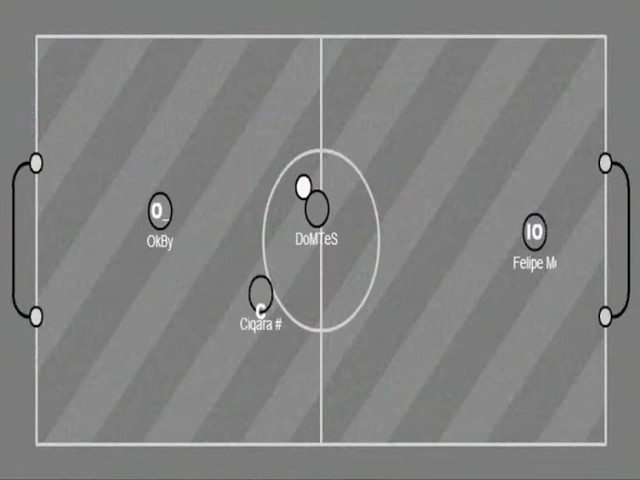 O_
OkBy
DoMTeS
IO
Felipe M
C
Ciqara #